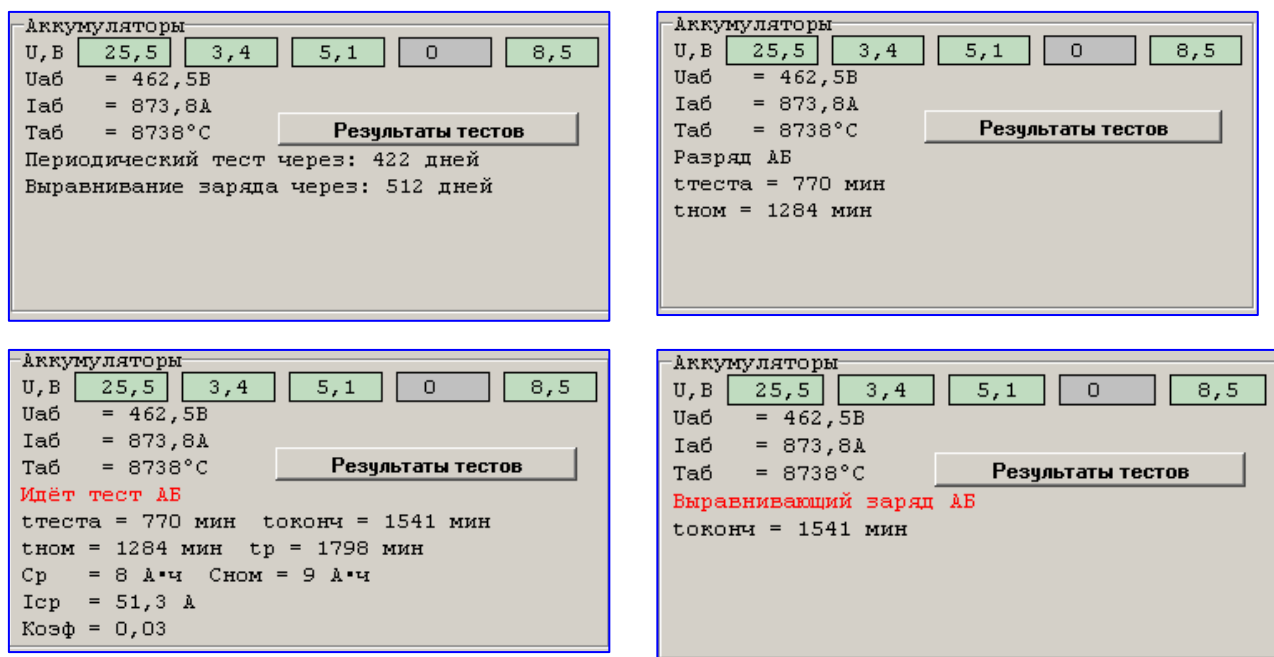 Аккумуляторы
U,В 25,5 3,4 5,1 0 8,5
Uаб = 462,5В
Iаб = 873,8А
Tаб = 8738°C Результаты тестов
Периодический тест через: 422 дней
Выравнивание заряда через: 512 дней
Аккумуляторы
U,В 25,5 3,4 5,1 0 8,5
Uаб = 462,5В
Iаб = 873,8А
Tаб = 8738°C Результаты тестов
Разряд АБ
tтеста = 770 мин
tном = 1284 мин
Аккумуляторы
U,В 25,5 3,4 5,1 0 8,5
Uаб = 462,5В
Iаб = 873,8А
Tаб = 8738°C Результаты тестов
Идёт тест АБ
tтеста = 770 мин tоконч = 1541 мин
tном = 1284 мин tр = 1798 мин
Cр = 8 А•ч Cном = 9 А•ч
Iср = 51,3 А
Коэф = 0,03
Аккумуляторы
U,В 25,5 3,4 5,1 0 8,5
Uаб = 462,5В
Iаб = 873,8А
Tаб = 8738°C Результаты тестов
Выравнивающий заряд АБ
tоконч = 1541 мин